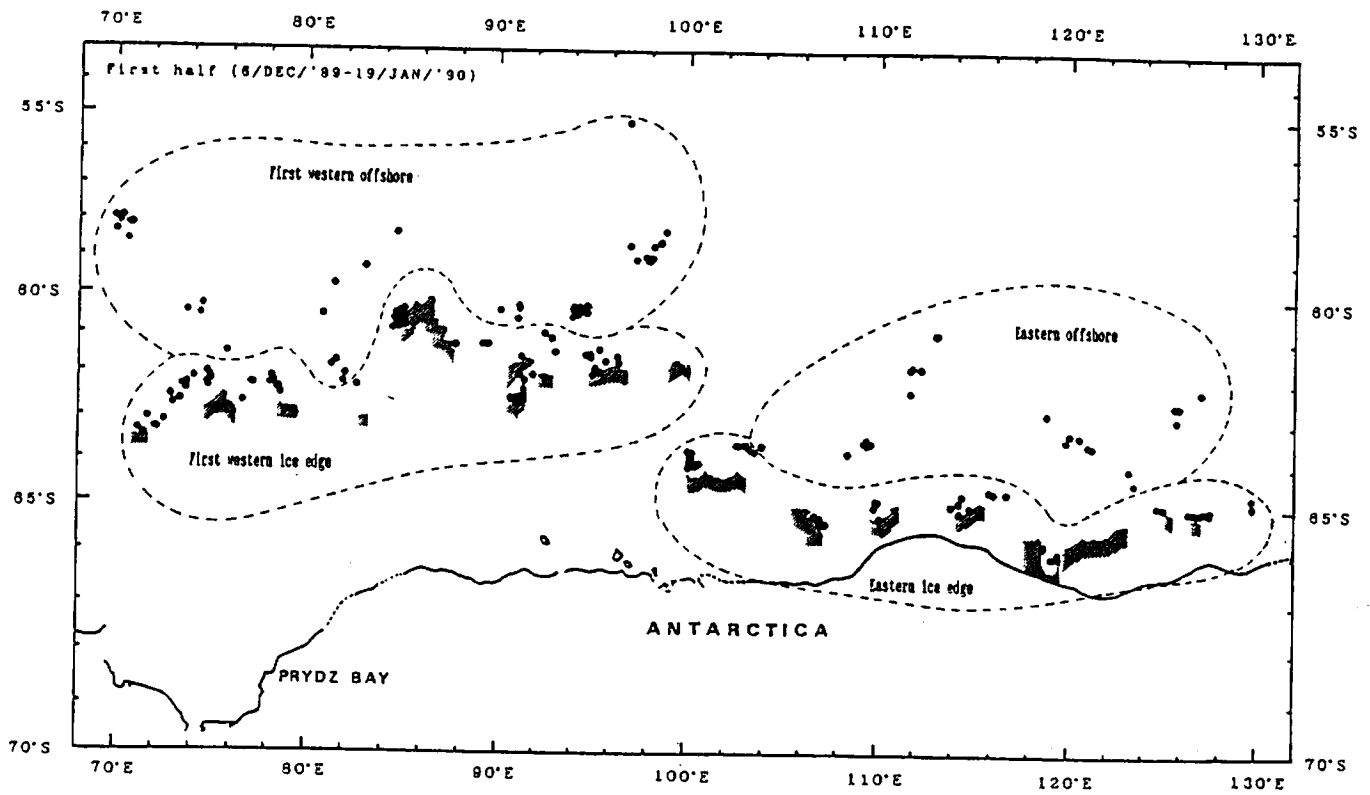 70°E 80°E 90°E 100°E 110°E 120°E 130°E
First half (6/DEC/'89-19/JAN/'90)
55°S 55°S
First western offshore
60°S 60°S
Eastern offshore
First western ice edge
65°S 65°S
Eastern ice edge
ANTARCTICA
PRYDZ BAY
70°S 70°S
70°E 80°E 90°E 100°E 110°E 120°E 130°E